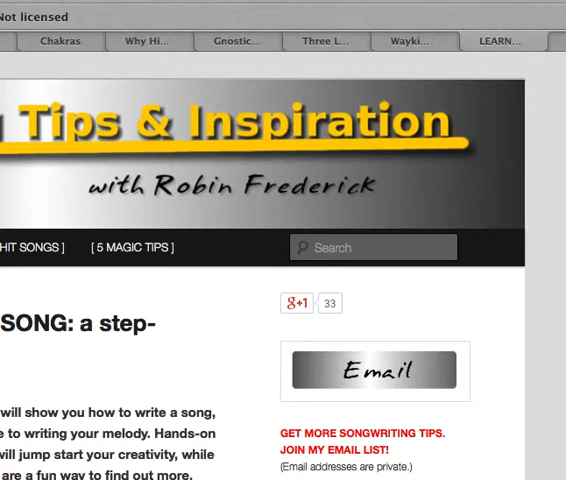 Not licensed
Chakras
Why Hi...
Gnostic...
Three L...
Wayki...
LEARN...
Tips & Inspiration
with Robin Frederick
HIT SONGS ]
[ 5 MAGIC TIPS ]
Search
+1
33
SONG: a step-
Email
will show you how to write a song,
e to writing your melody. Hands-on
will jump start your creativity, while
are a fun way to find out more.
GET MORE SONGWRITING TIPS.
JOIN MY EMAIL LIST!
(Email addresses are private.)